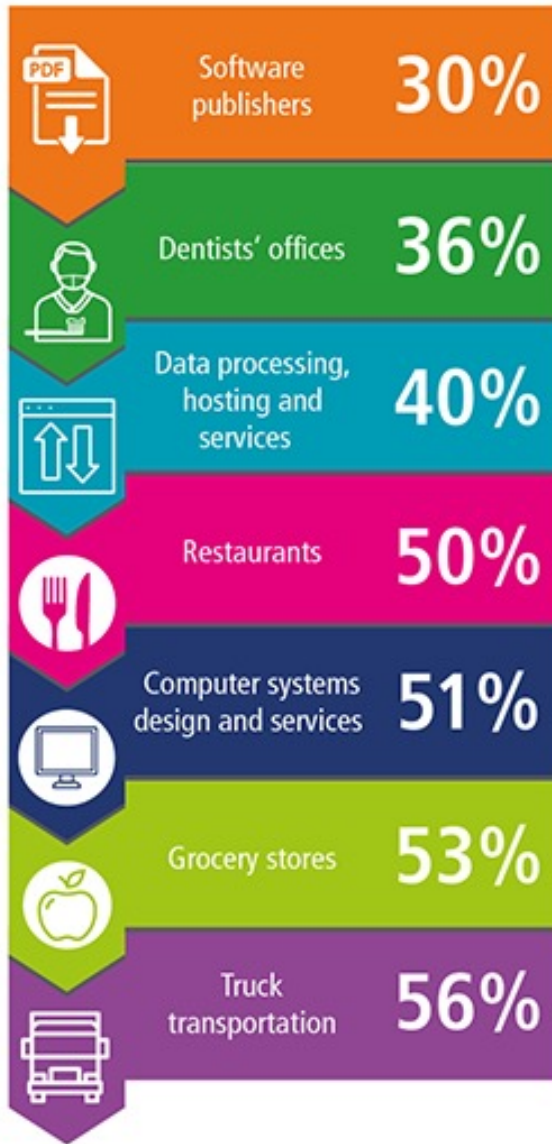 PDF
Software
publishers
30%
Dentists’ offices
36%
Data processing,
hosting and
services
40%
Restaurants
50%
Computer systems
design and services
51%
Grocery stores
53%
Truck
transportation
56%